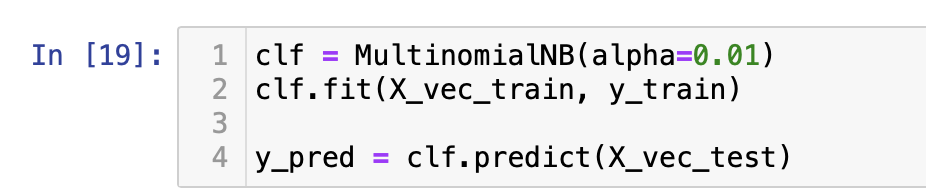 In [19]:
1 clf = MultinomialNB(alpha=0.01)
2 clf.fit(X_vec_train, y_train)
3
4 y_pred = clf.predict(X_vec_test)